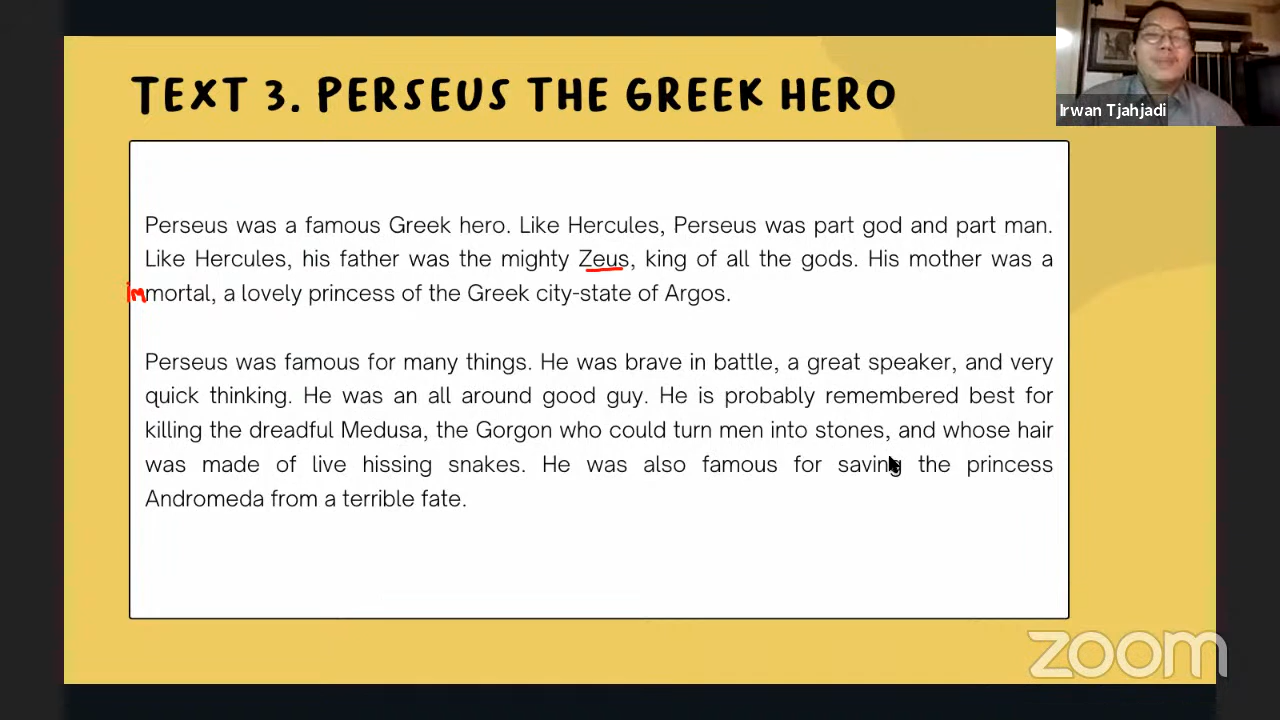 TEXT 3. PERSEUS THE GREEK HERO
Irwan Tjahjadi
Perseus was a famous Greek hero. Like Hercules, Perseus was part god and part man.
Like Hercules, his father was the mighty Zeus, king of all the gods. His mother was a
immortal, a lovely princess of the Greek city-state of Argos.
Perseus was famous for many things. He was brave in battle, a great speaker, and very
quick thinking. He was an all around good guy. He is probably remembered best for
killing the dreadful Medusa, the Gorgon who could turn men into stones, and whose hair
was made of live hissing snakes. He was also famous for saving the princess
Andromeda from a terrible fate.
zoom